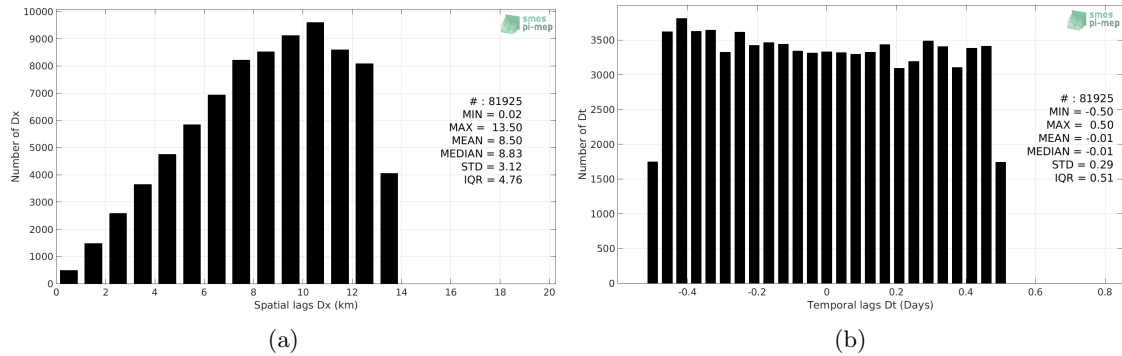 smos
pi-mep
10000
9000
8000
7000
6000
5000
4000
3000
2000
1000
0
Number of Dx
# : 81925
MIN = 0.02
MAX = 13.50
MEAN = 8.50
MEDIAN = 8.83
STD = 3.12
IQR = 4.76
0 2 4 6 8 10 12 14 16 18 20
Spatial lags Dx (km)
(a)
smos
pi-mep
3500
3000
2500
2000
1500
1000
500
0
Number of Dt
# : 81925
MIN = -0.50
MAX = 0.50
MEAN = -0.01
MEDIAN = -0.01
STD = 0.29
IQR = 0.51
-0.4 -0.2 0 0.2 0.4 0.6 0.8
Temporal lags Dt (Days)
(b)